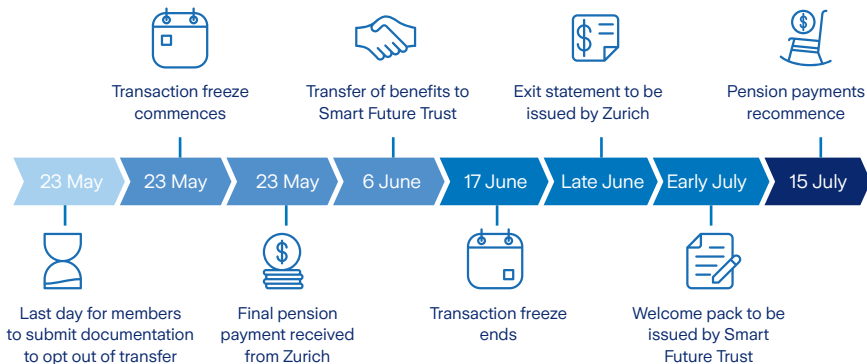 Transaction freeze
commences
Transfer of benefits to
Smart Future Trust
Exit statement to be
issued by Zurich
Pension payments
recommence
23 May
23 May
23 May
6 June
17 June
Late June
Early July
15 July
Last day for members
to submit documentation
to opt out of transfer
Final pension
payment received
from Zurich
Transaction freeze
ends
Welcome pack to be
issued by Smart
Future Trust